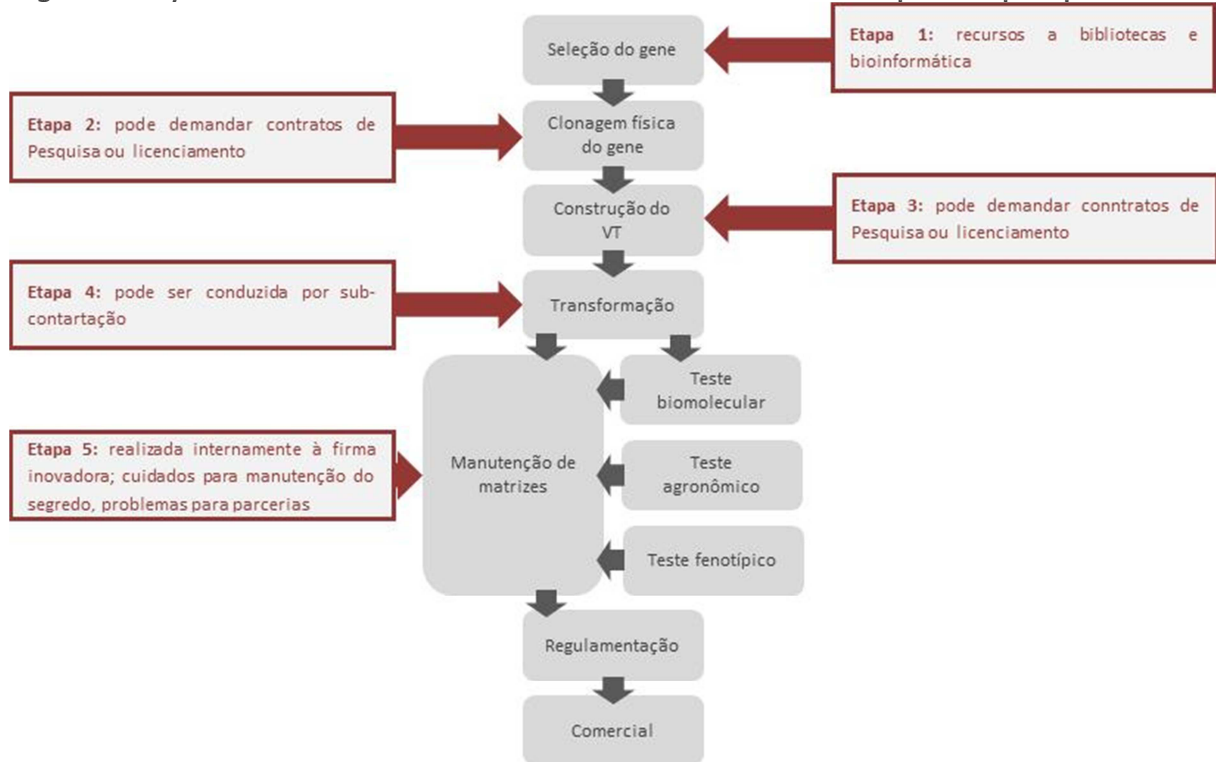 Seleção do gene
Etapa 1: recursos a bibliotecas e
bioinformática
Etapa 2: pode demandar contratos de
Pesquisa ou licenciamento
Clonagem física
do gene
Construção do
VT
Etapa 3: pode demandar conntratos de
Pesquisa ou licenciamento
Etapa 4: pode ser conduzida por sub-
contartação
Transformação
Teste
biomolecular
Etapa 5: realizada internamente à firma
inovadora; cuidados para manutenção do
segredo, problemas para parcerias
Manutenção de
matrizes
Teste
agronômico
Teste fenotípico
Regulamentação
Comercial